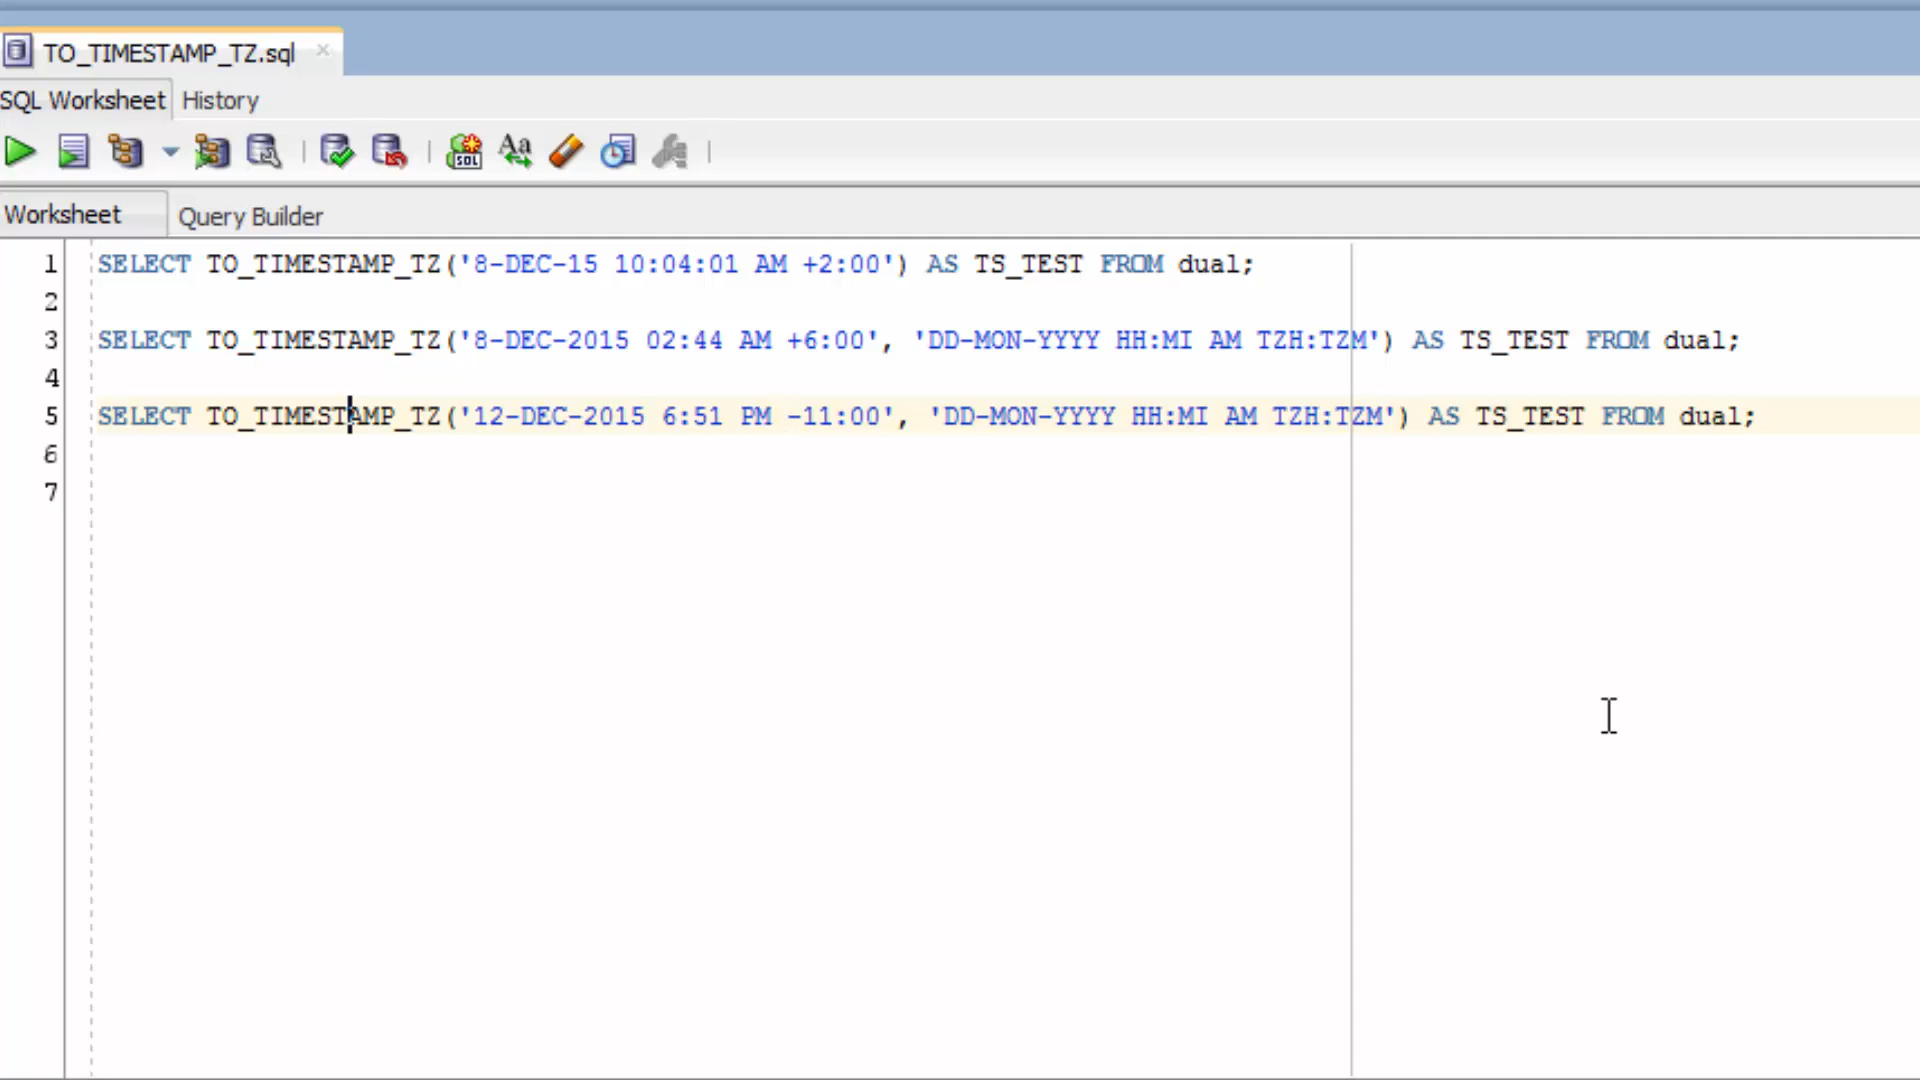 TO_TIMESTAMP_TZ.sql
SQL Worksheet History
SQL Aa
Worksheet Query Builder
1 SELECT TO_TIMESTAMP_TZ('8-DEC-15 10:04:01 AM +2:00') AS TS_TEST FROM dual;
2
3 SELECT TO_TIMESTAMP_TZ('8-DEC-2015 02:44 AM +6:00', 'DD-MON-YYYY HH:MI AM TZH:TZM') AS TS_TEST FROM dual;
4
5 SELECT TO_TIMESTAMP_TZ('12-DEC-2015 6:51 PM -11:00', 'DD-MON-YYYY HH:MI AM TZH:TZM') AS TS_TEST FROM dual;
6
7